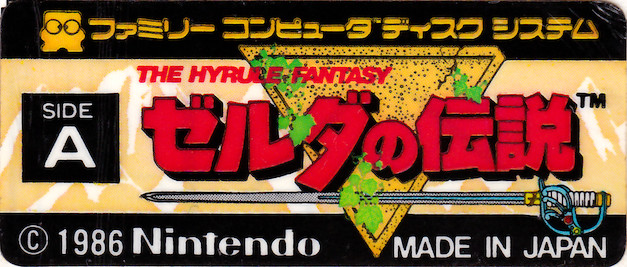 ファミリー コンピュータ™ ディスク システム
THE HYRULE FANTASY
SIDE
A
ゼルダの伝説™
© 1986 Nintendo
MADE IN JAPAN